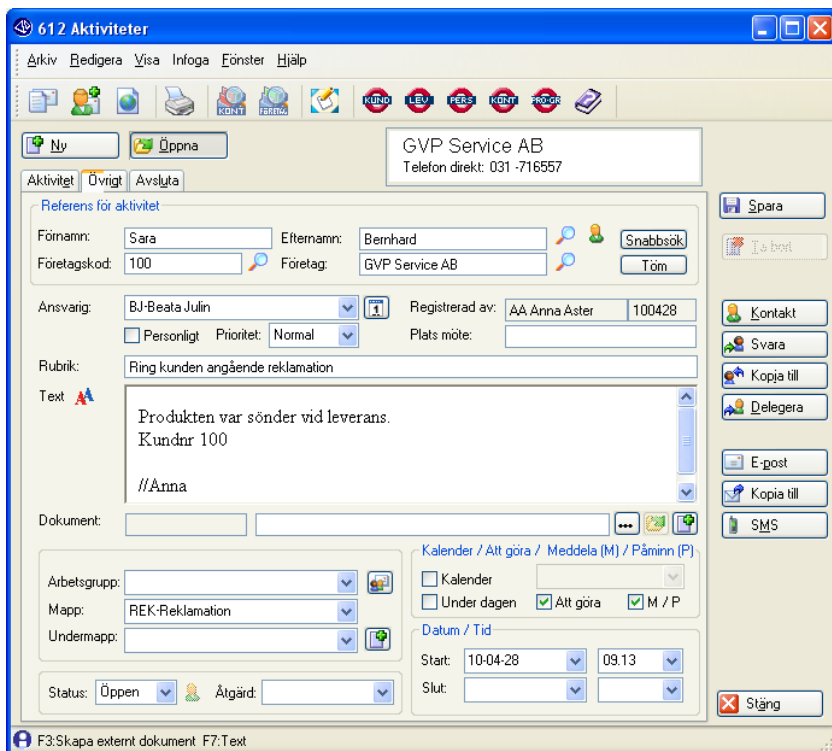 612 Aktiviteter
Arkiv Redigera Visa Infoga Fönster Hjälp
KONT FÖRETAG KUND LEV PERS KONT PRO-GR
Ny Öppna
GVP Service AB
Telefon direkt: 031 -716557
Aktivitet Övrigt Avsluta
Referens för aktivitet
Förnamn: Sara Efternamn: Bernhard Snabbsök
Företagskod: 100 Företag: GVP Service AB Töm
Ansvarig: BJ-Beata Julin 1 Registrerad av: AA Anna Aster 100428
Personligt Prioritet: Normal Plats möte:
Rubrik: Ring kunden angående reklamation
Text AA
Produkten var sönder vid leverans.
Kundnr 100
//Anna
Dokument: ...
Arbetsgrupp:
Mapp: REK-Reklamation
Undermapp:
Status: Öppen Åtgärd:
Kalender / Att göra / Meddela (M) / Påminn (P)
Kalender
Under dagen Att göra M / P
Datum / Tid
Start: 10-04-28 09.13
Slut:
Spara
Ta bort
Kontakt
Svara
Kopja till
Delegera
E-post
Kopia till
SMS
Stäng
F3:Skapa externt dokument F7:Text